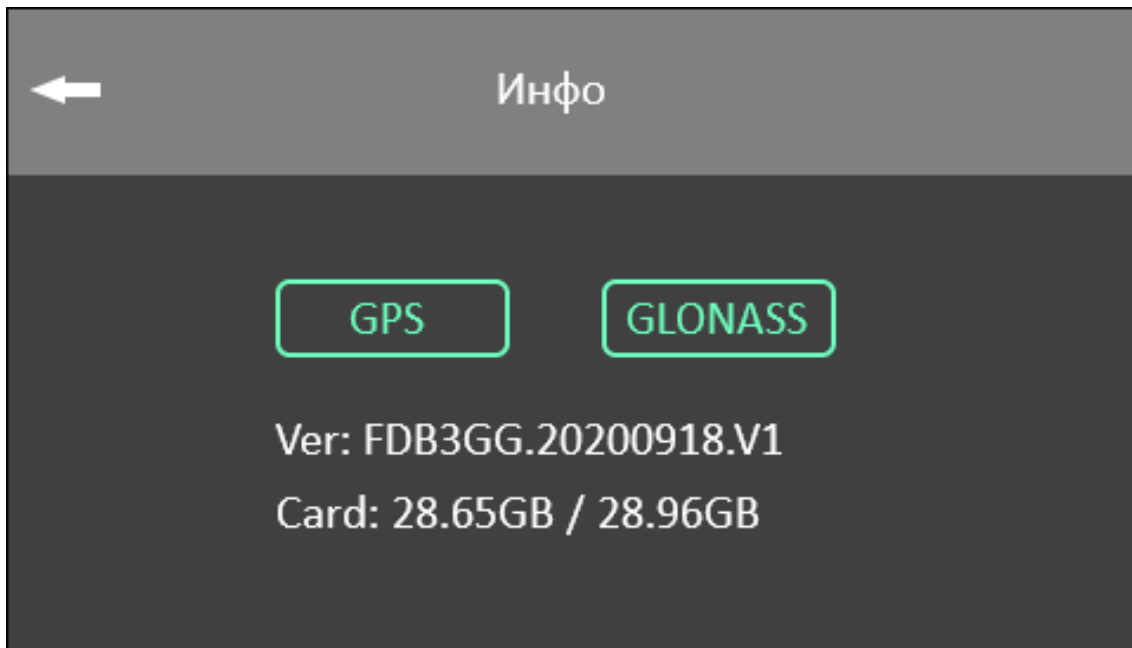 Инфо
GPS GLONASS
Ver: FDB3GG.20200918.V1
Card: 28.65GB / 28.96GB